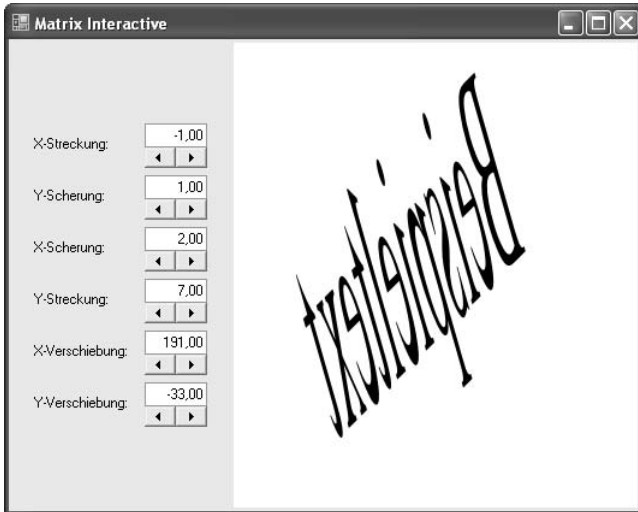 Matrix Interactive
X-Streckung:
-1,00
Y-Scherung:
1,00
X-Scherung:
2,00
Y-Streckung:
7,00
X-Verschiebung:
191,00
Y-Verschiebung:
-33,00
Beispieltext